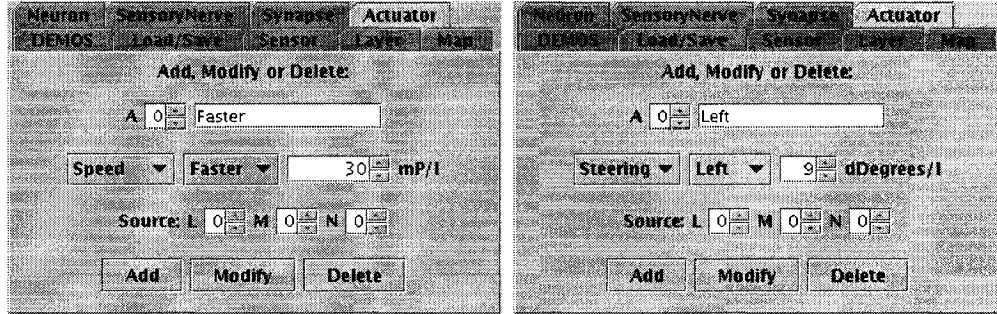 Neuron SensoryNerve Synapse Actuator
DEMOS Load/Save Sensor Layer Map
Add, Modify or Delete:
A 0 Faster
Speed Faster 30 mP/I
Source: L 0 M 0 N 0
Add Modify Delete
Neuron SensoryNerve Synapse Actuator
DEMOS Load/Save Sensor Layer Map
Add, Modify or Delete:
A 0 Left
Steering Left 9 dDegrees/I
Source: L 0 M 0 N 0
Add Modify Delete